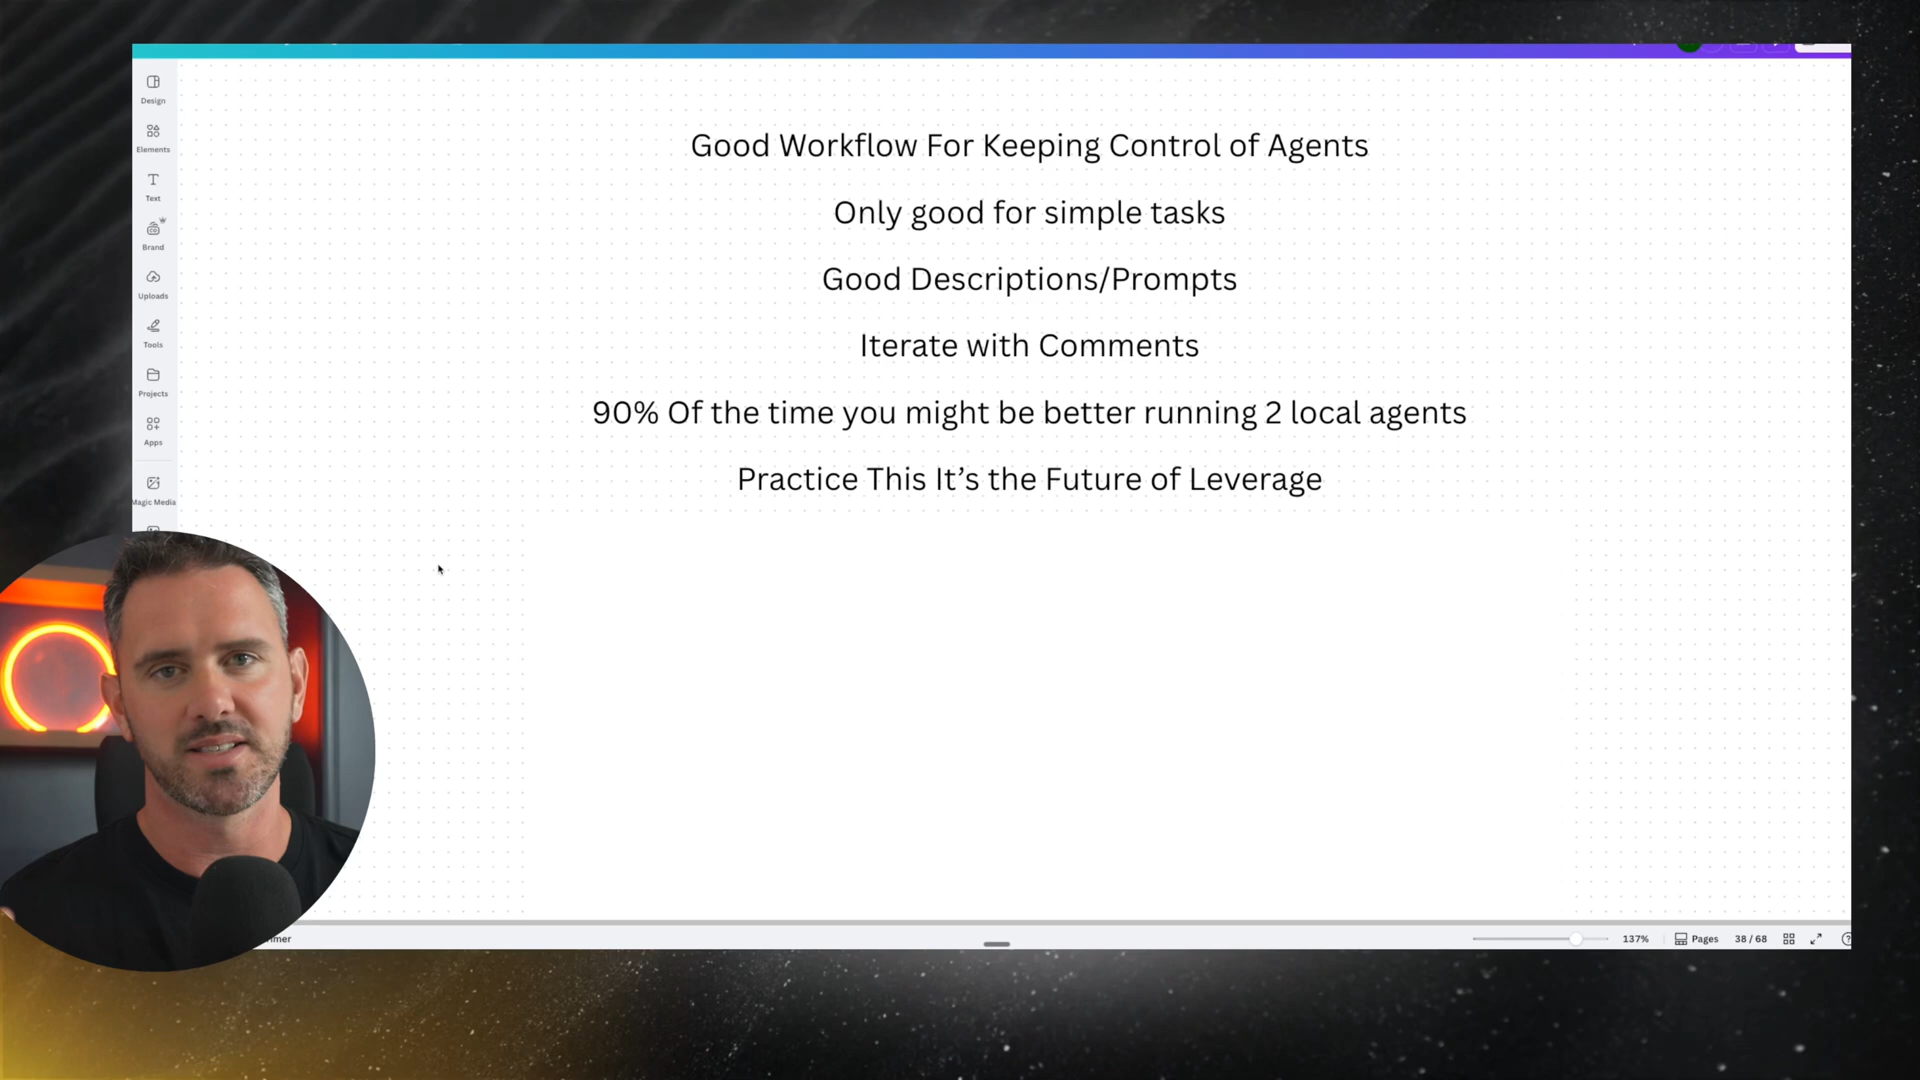 Design
Elements
Text
Brand
Uploads
Tools
Projects
Apps
Magic Media
Good Workflow For Keeping Control of Agents
Only good for simple tasks
Good Descriptions/Prompts
Iterate with Comments
90% Of the time you might be better running 2 local agents
Practice This It’s the Future of Leverage
137%
Pages
38 / 68
?